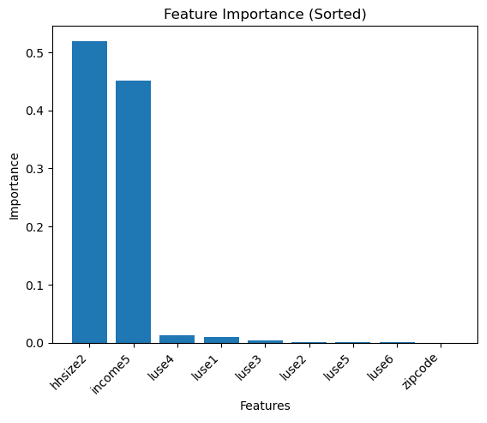 Feature Importance (Sorted)
Importance
0.5
0.4
0.3
0.2
0.1
0.0
hhsize2
income5
luse4
luse1
luse3
luse2
luse5
luse6
zipcode
Features